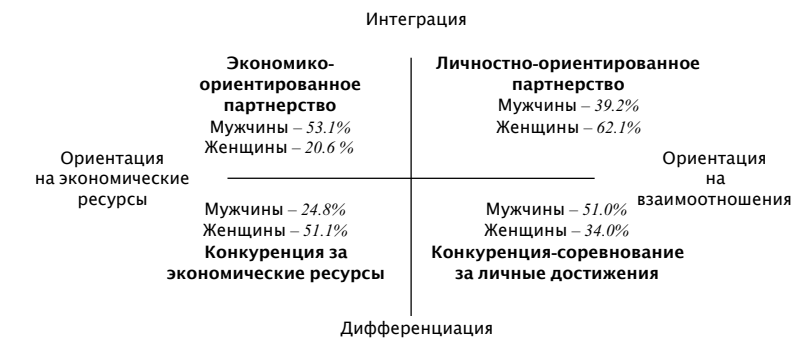 Интеграция
Экономико-
ориентированное
партнерство
Мужчины – 53.1%
Женщины – 20.6 %
Личностно-ориентированное
партнерство
Мужчины – 39.2%
Женщины – 62.1%
Ориентация
на экономические
ресурсы
Ориентация
на
взаимоотношения
Мужчины – 24.8%
Женщины – 51.1%
Конкуренция за
экономические ресурсы
Мужчины – 51.0%
Женщины – 34.0%
Конкуренция-соревнование
за личные достижения
Дифференциация